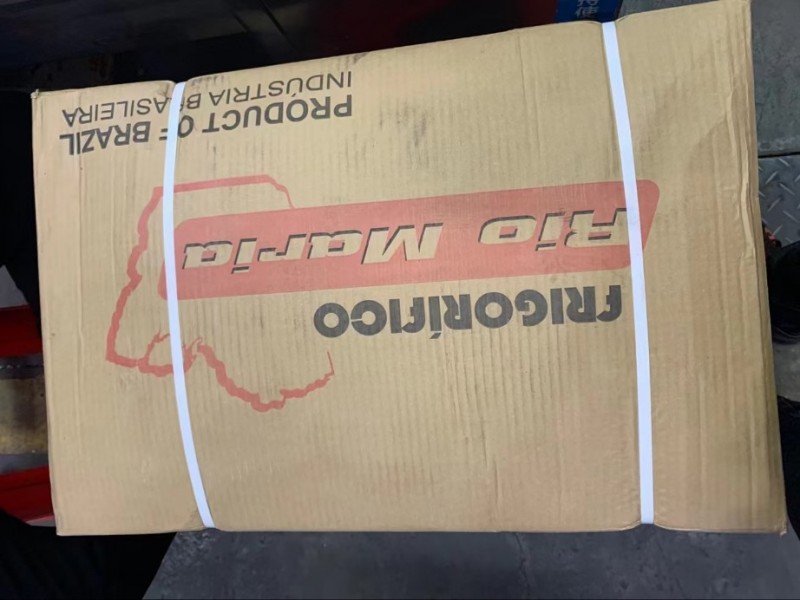 FRIGORÍFICO
Rio Maria
PRODUCT OF BRAZIL
INDÚSTRIA BRASILEIRA